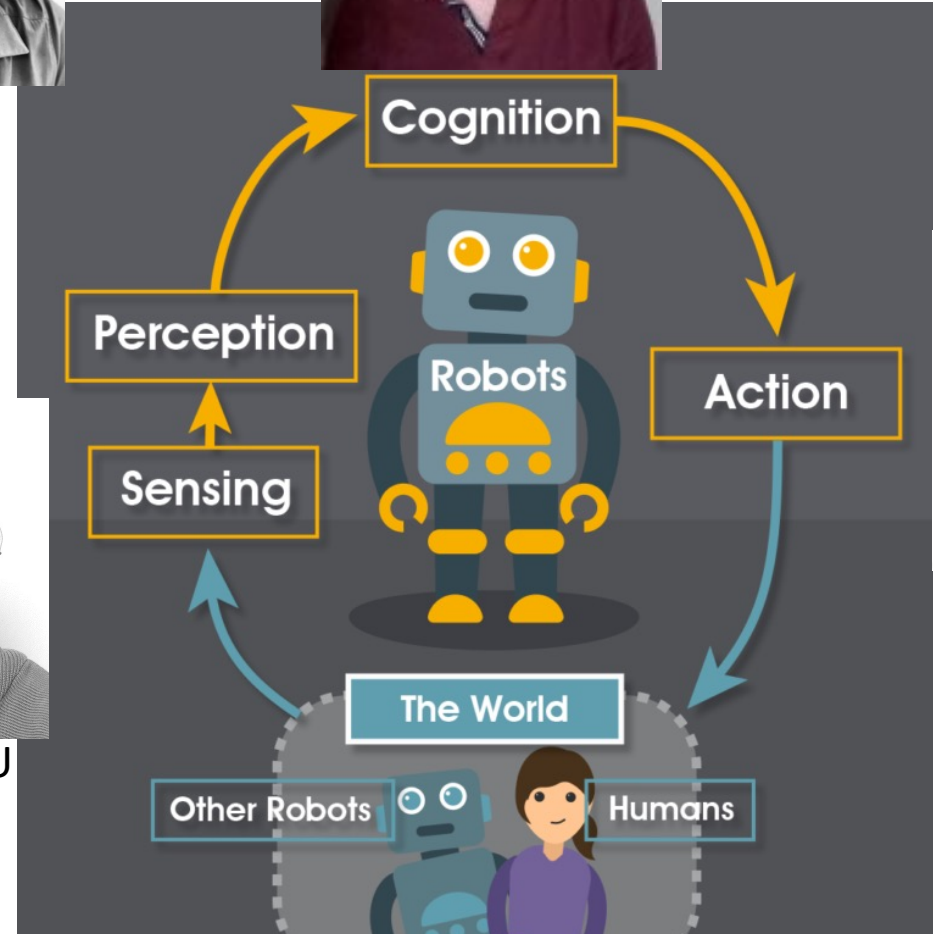 Cognition
Perception
Robots
Action
Sensing
The World
Other Robots
Humans